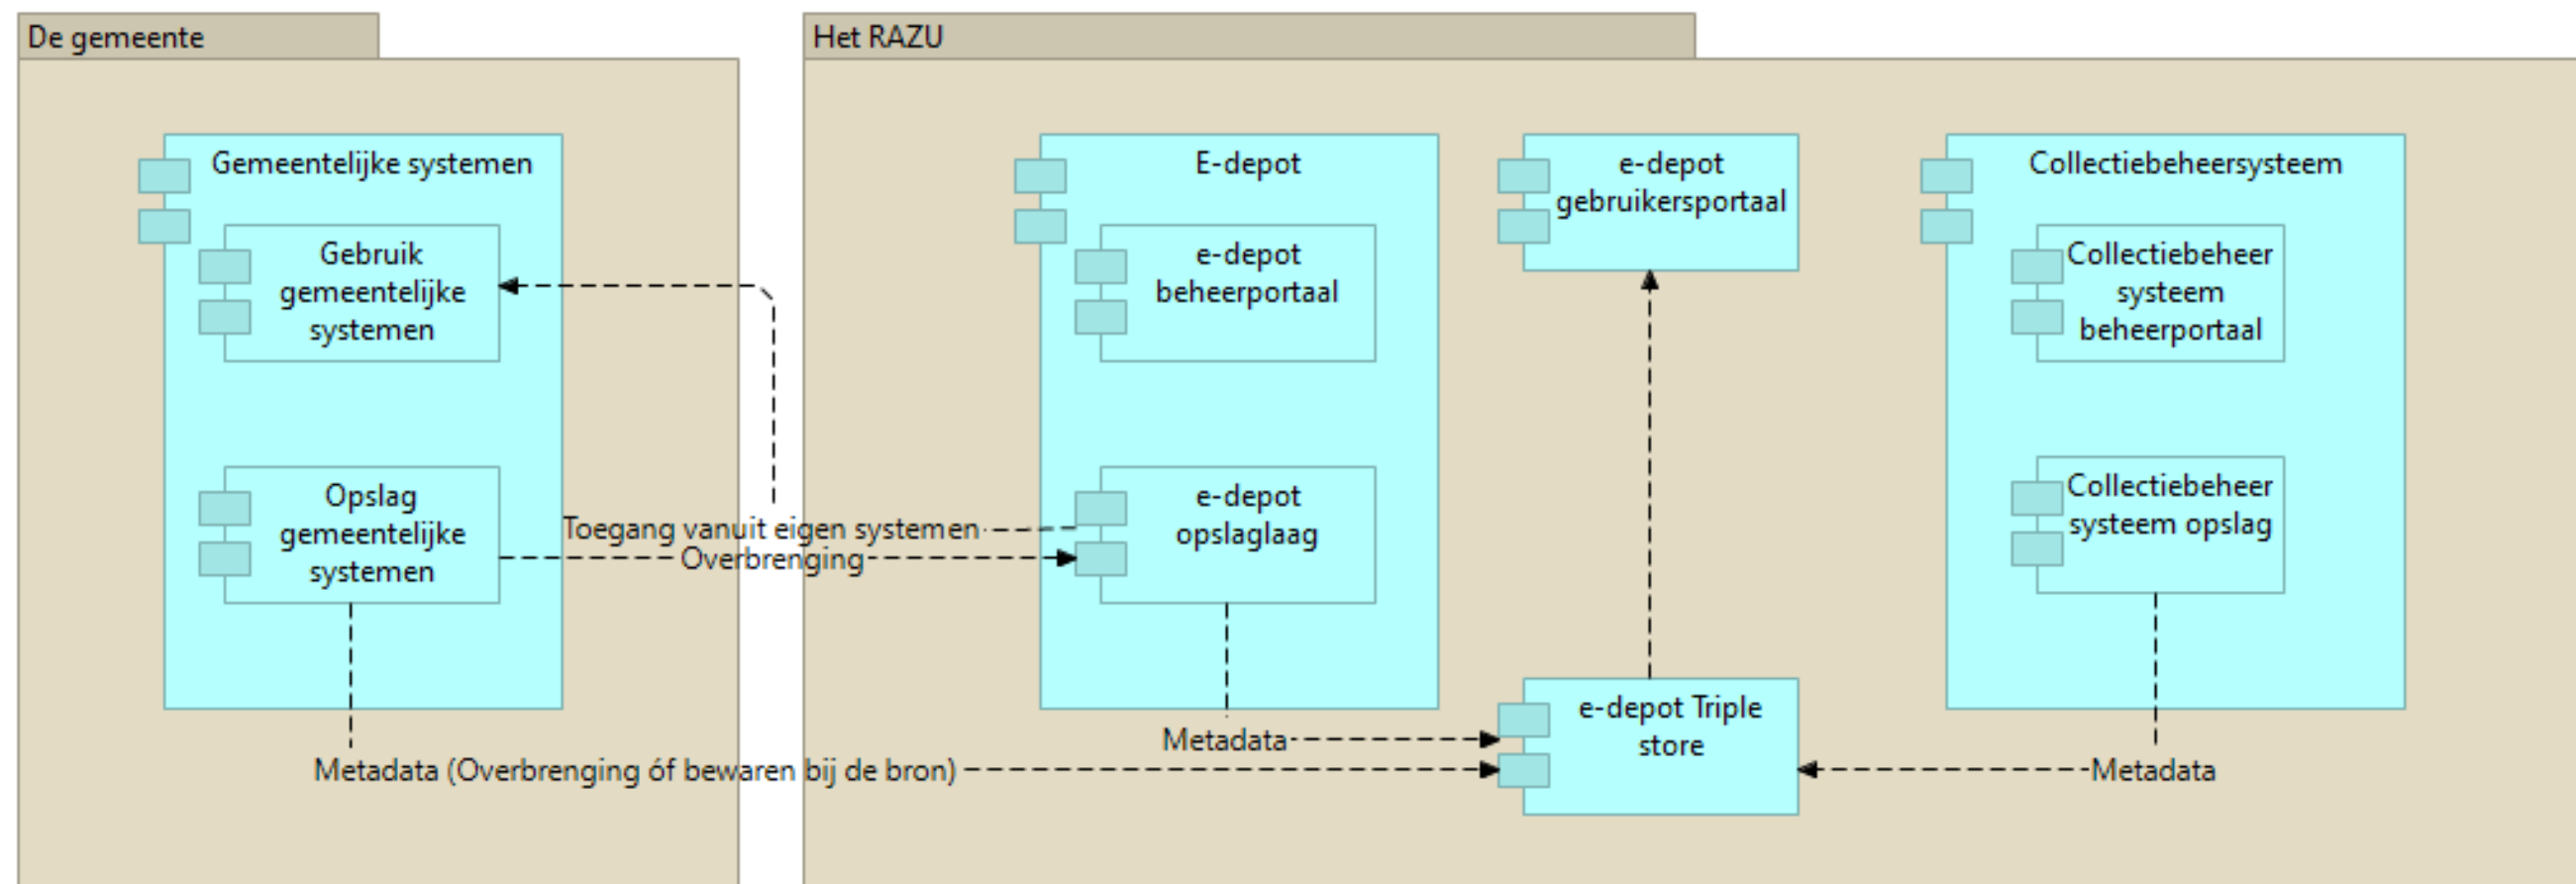 De gemeente
Het RAZU
Gemeentelijke systemen
Gebruik
gemeentelijke
systemen
Opslag
gemeentelijke
systemen
Toegang vanuit eigen systemen
Overbrenging
Metadata (Overbrenging óf bewaren bij de bron)
E-depot
e-depot
beheerportaal
e-depot
opslaglaag
Metadata
e-depot
gebruikersportaal
e-depot Triple
store
Collectiebeheersysteem
Collectiebeheer
systeem
beheerportaal
Collectiebeheer
systeem opslag
Metadata